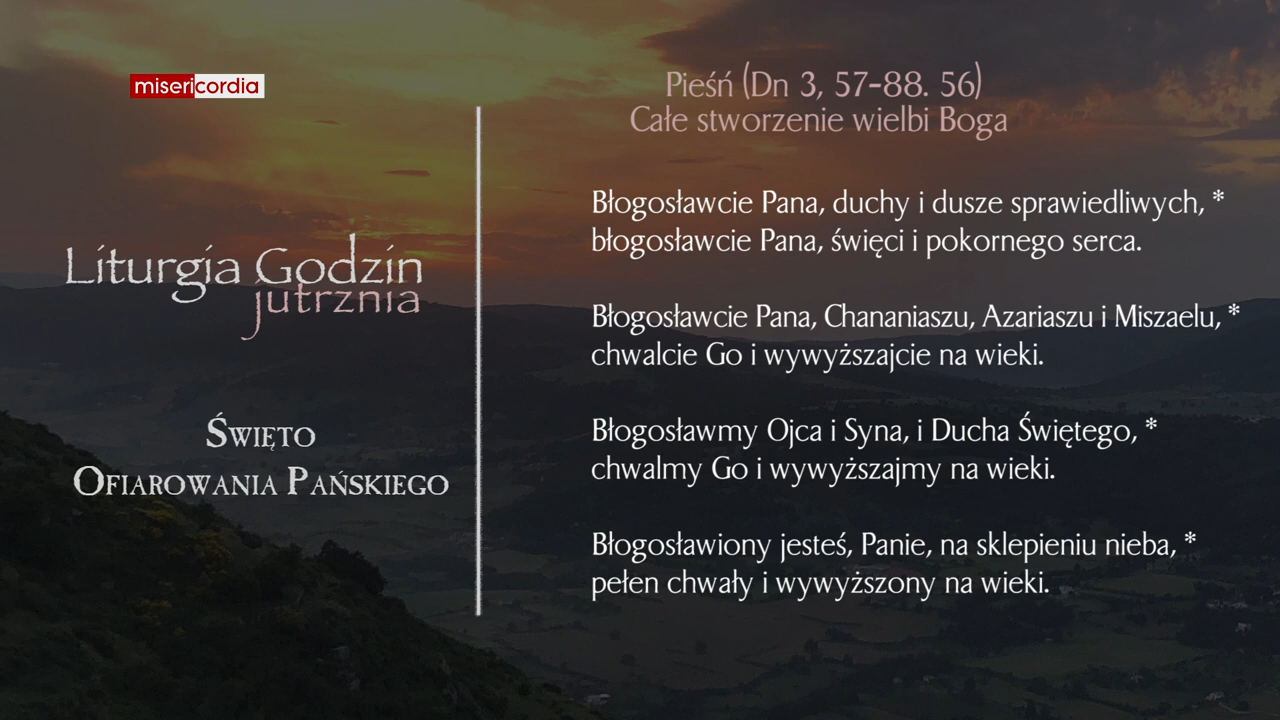 misericordia
Liturgia Godzin
jutrznia
Święto
Ofiarowania Pańskiego
Pieśń (Dn 3, 57-88. 56)
Całe stworzenie wielbi Boga
Błogosławcie Pana, duchy i dusze sprawiedliwych, *
błogosławcie Pana, święci i pokornego serca.
Błogosławcie Pana, Chananiaszu, Azariaszu i Miszaelu, *
chwalcie Go i wywyższajcie na wieki.
Błogosławmy Ojca i Syna, i Ducha Świętego, *
chwalmy Go i wywyższajmy na wieki.
Błogosławiony jesteś, Panie, na sklepieniu nieba, *
pełen chwały i wywyższony na wieki.